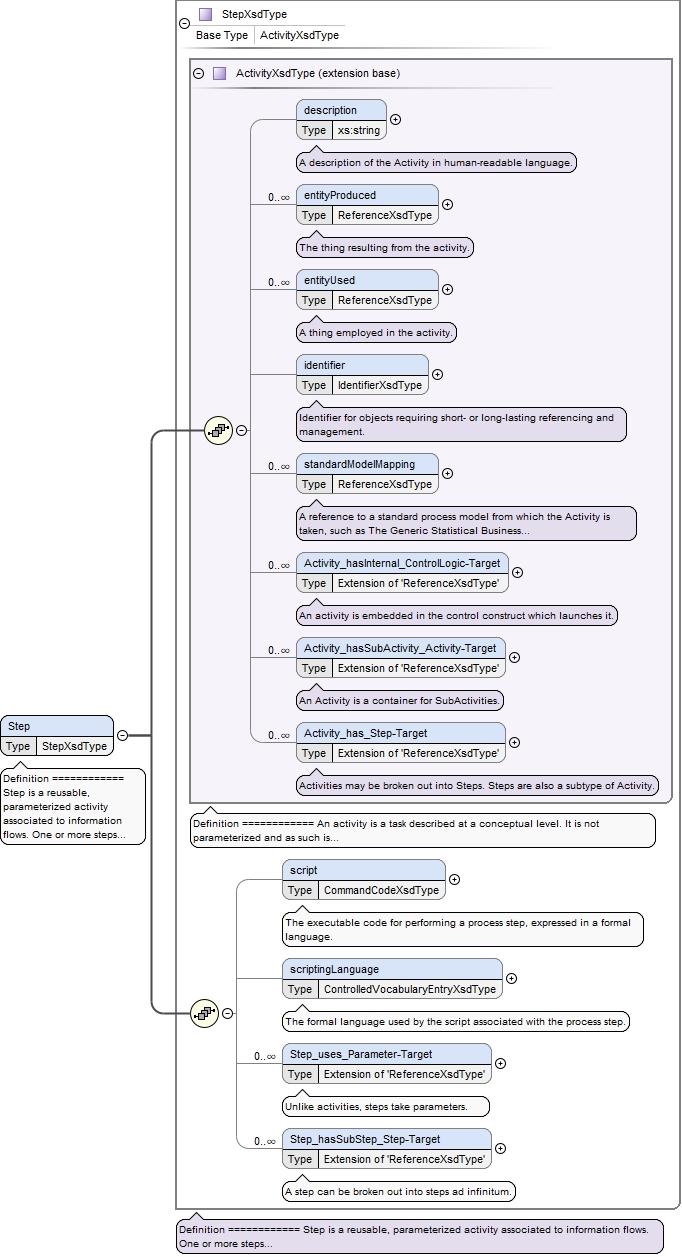 StepXsdType
Base Type ActivityXsdType
ActivityXsdType (extension base)
description
Type xs:string
A description of the Activity in human-readable language.
0..∞
entityProduced
Type ReferenceXsdType
The thing resulting from the activity.
0..∞
entityUsed
Type ReferenceXsdType
A thing employed in the activity.
identifier
Type IdentifierXsdType
Identifier for objects requiring short- or long-lasting referencing and
management.
0..∞
standardModelMapping
Type ReferenceXsdType
A reference to a standard process model from which the Activity is
taken, such as The Generic Statistical Business...
0..∞
Activity_hasInternal_ControlLogic-Target
Type Extension of 'ReferenceXsdType'
An activity is embedded in the control construct which launches it.
0..∞
Activity_hasSubActivity_Activity-Target
Type Extension of 'ReferenceXsdType'
An Activity is a container for SubActivities.
0..∞
Activity_has_Step-Target
Type Extension of 'ReferenceXsdType'
Activities may be broken out into Steps. Steps are also a subtype of Activity.
Step
Type StepXsdType
Definition ============
Step is a reusable,
parameterized activity
associated to information
flows. One or more steps...
Definition ============ An activity is a task described at a conceptual level. It is not
parameterized and as such is...
script
Type CommandCodeXsdType
The executable code for performing a process step, expressed in a formal
language.
scriptingLanguage
Type ControlledVocabularyEntryXsdType
The formal language used by the script associated with the process step.
0..∞
Step_uses_Parameter-Target
Type Extension of 'ReferenceXsdType'
Unlike activities, steps take parameters.
0..∞
Step_hasSubStep_Step-Target
Type Extension of 'ReferenceXsdType'
A step can be broken out into steps ad infinitum.
Definition ============ Step is a reusable, parameterized activity associated to information flows.
One or more steps...